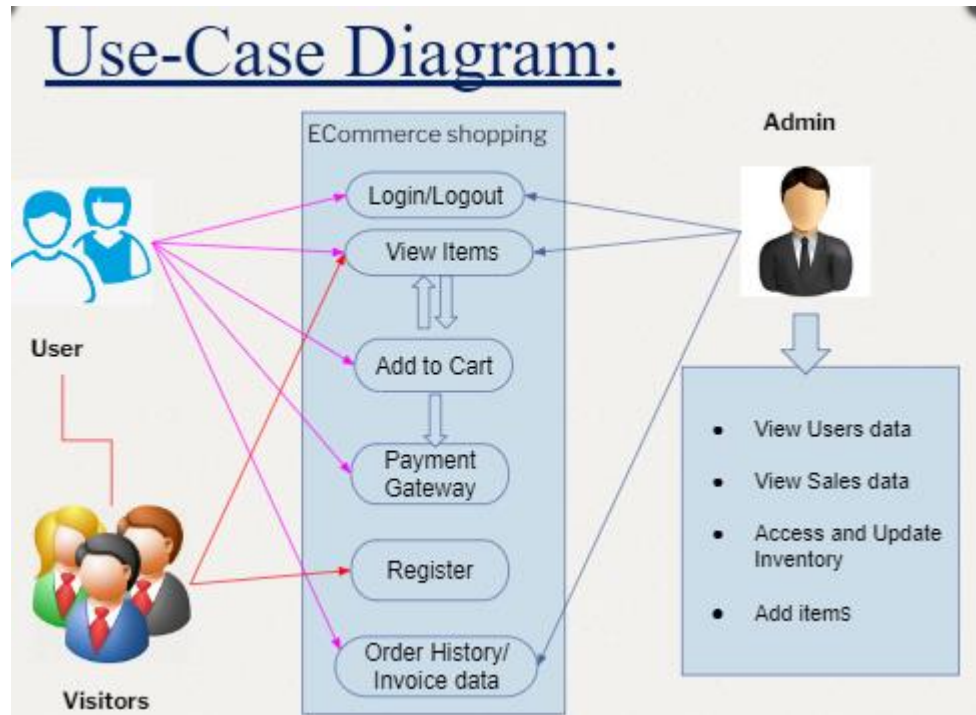 Use-Case Diagram:
ECommerce shopping
Admin
Login/Logout
View Items
User
Add to Cart
Payment
Gateway
Register
Order History/
Invoice data
Visitors
● View Users data
● View Sales data
● Access and Update
Inventory
● Add items